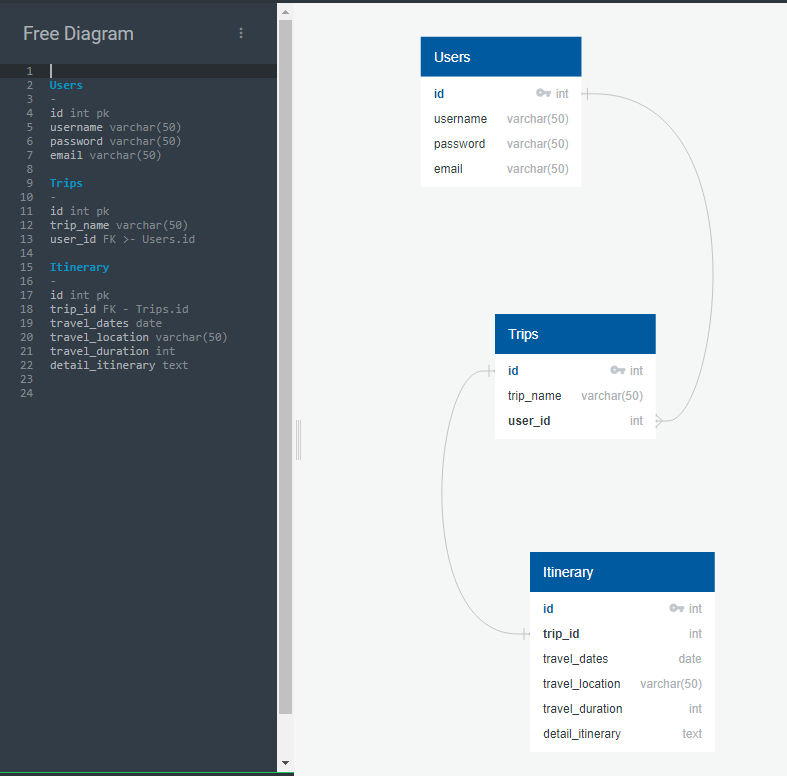 Free Diagram
1
2 Users
3 -
4 id int pk
5 username varchar(50)
6 password varchar(50)
7 email varchar(50)
8
9 Trips
10 -
11 id int pk
12 trip_name varchar(50)
13 user_id FK >- Users.id
14
15 Itinerary
16 -
17 id int pk
18 trip_id FK - Trips.id
19 travel_dates date
20 travel_location varchar(50)
21 travel_duration int
22 detail_itinerary text
23
24
Users
id int
username varchar(50)
password varchar(50)
email varchar(50)
Trips
id int
trip_name varchar(50)
user_id int
Itinerary
id int
trip_id int
travel_dates date
travel_location varchar(50)
travel_duration int
detail_itinerary text